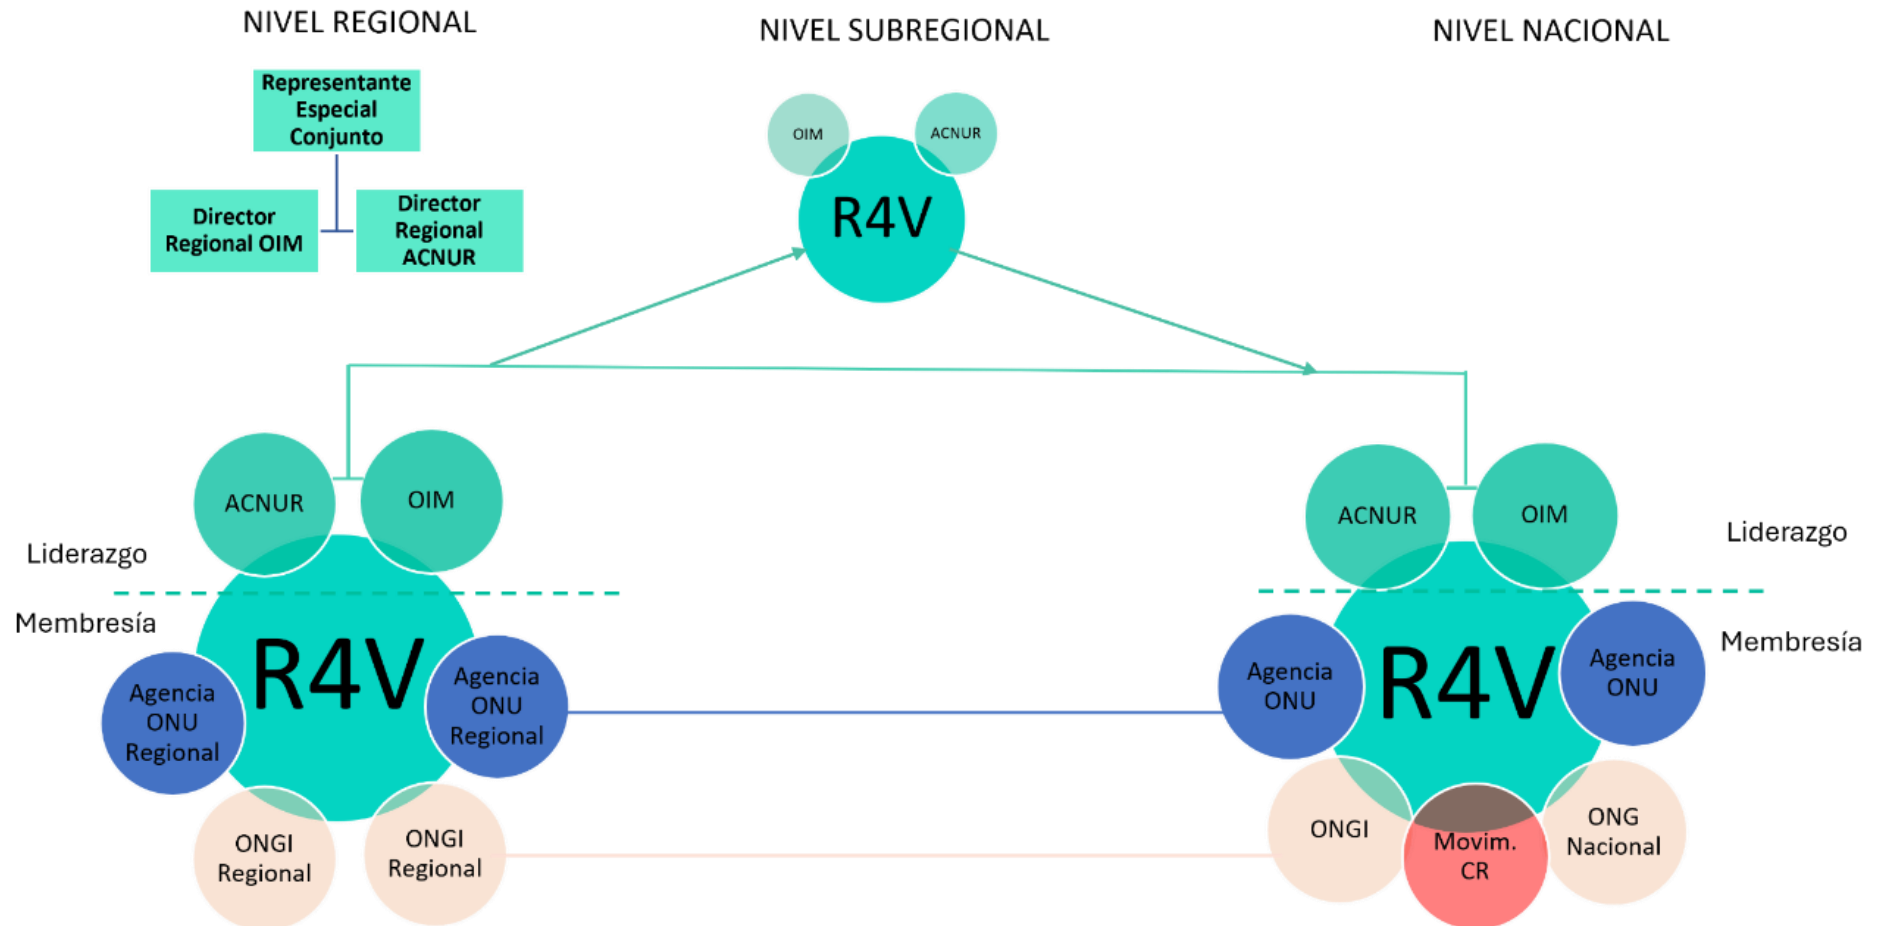 NIVEL REGIONAL
NIVEL SUBREGIONAL
NIVEL NACIONAL
Representante
Especial
Conjunto
Director
Regional OIM
Director
Regional
ACNUR
OIM
ACNUR
R4V
ACNUR
OIM
Liderazgo
Membresía
R4V
Agencia
ONU
Regional
Agencia
ONU
Regional
ONGI
Regional
ONGI
Regional
ACNUR
OIM
Liderazgo
Membresía
Agencia
ONU
R4V
Agencia
ONU
ONGI
Movim.
CR
ONG
Nacional